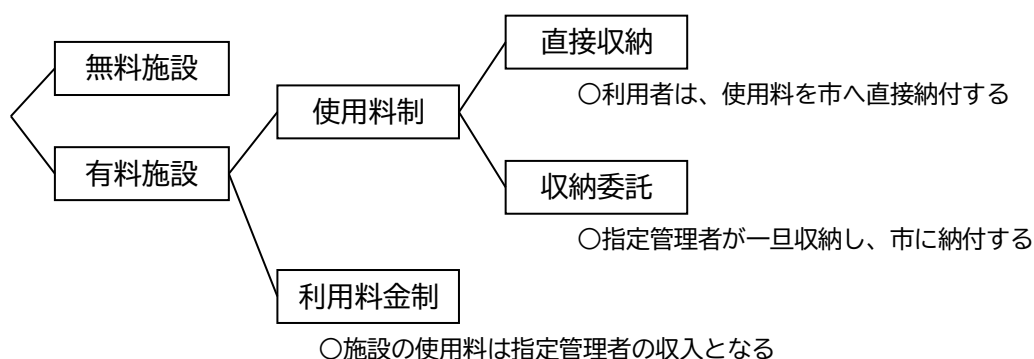 直接収納
無料施設
〇利用者は、使用料を市へ直接納付する
使用料制
有料施設
収納委託
〇指定管理者が一旦収納し、市に納付する
利用料金制
〇施設の使用料は指定管理者の収入となる